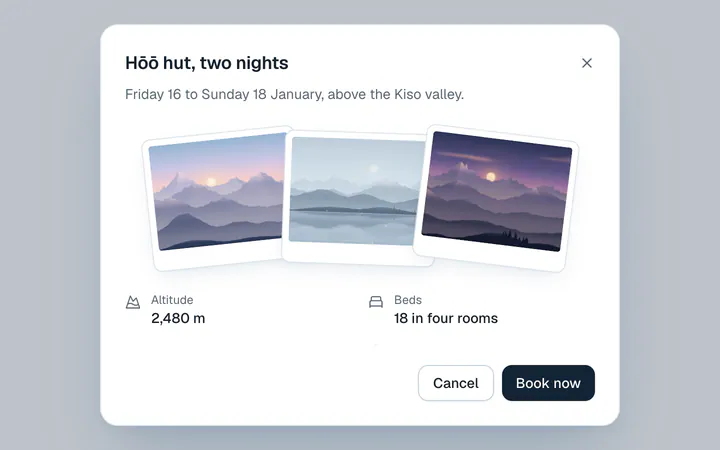 Hōō hut, two nights
Friday 16 to Sunday 18 January, above the Kiso valley.
Altitude
2,480 m
Beds
18 in four rooms
Cancel
Book now